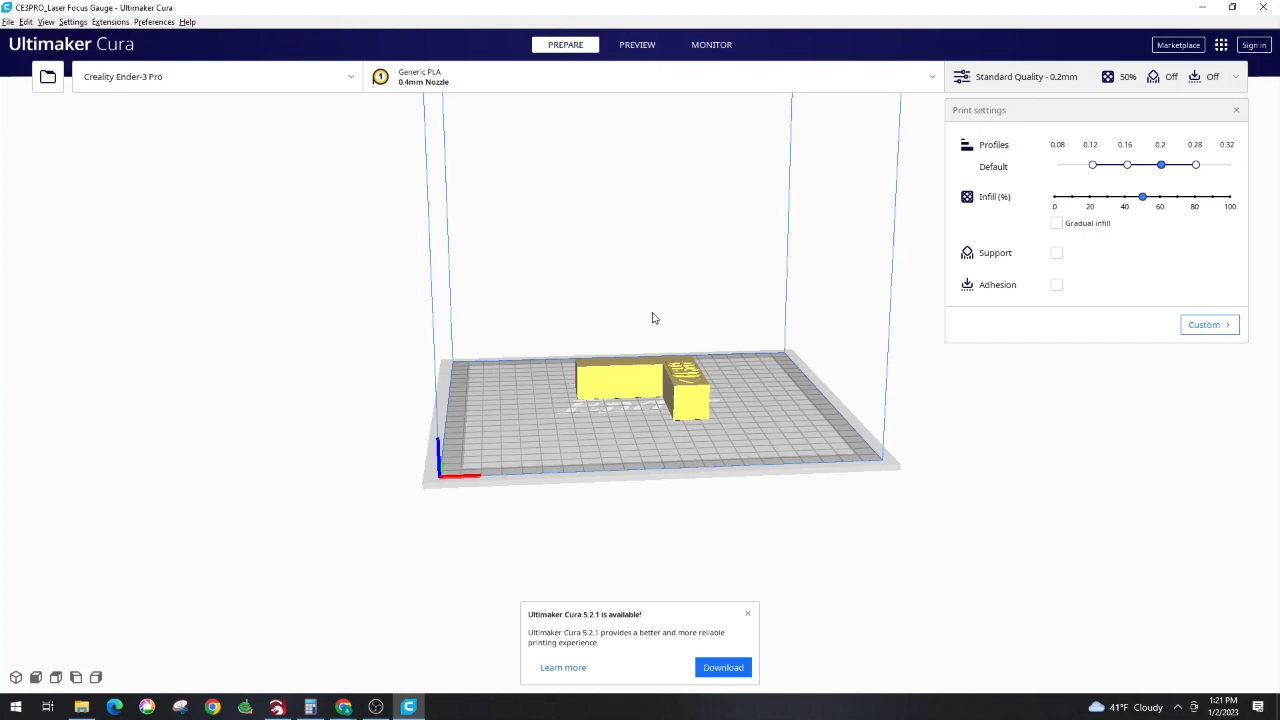 CE3PRO_Laser Focus Gauge - Ultimaker Cura
File Edit View Settings Extensions Preferences Help
Ultimaker Cura
PREPARE PREVIEW MONITOR
Marketplace
Sign in
Creality Ender-3 Pro
1
Generic PLA
0.4mm Nozzle
Standard Quality - 0.2mm 50% Off Off
Print settings
Profiles 0.08 0.12 0.16 0.2 0.28 0.32
Default
Infill (%)
0 20 40 60 80 100
Gradual infill
Support
Adhesion
Custom
Ultimaker Cura 5.2.1 is available!
Ultimaker Cura 5.2.1 provides a better and more reliable
printing experience.
Learn more
Download
41°F Cloudy
1:21 PM
1/2/2023